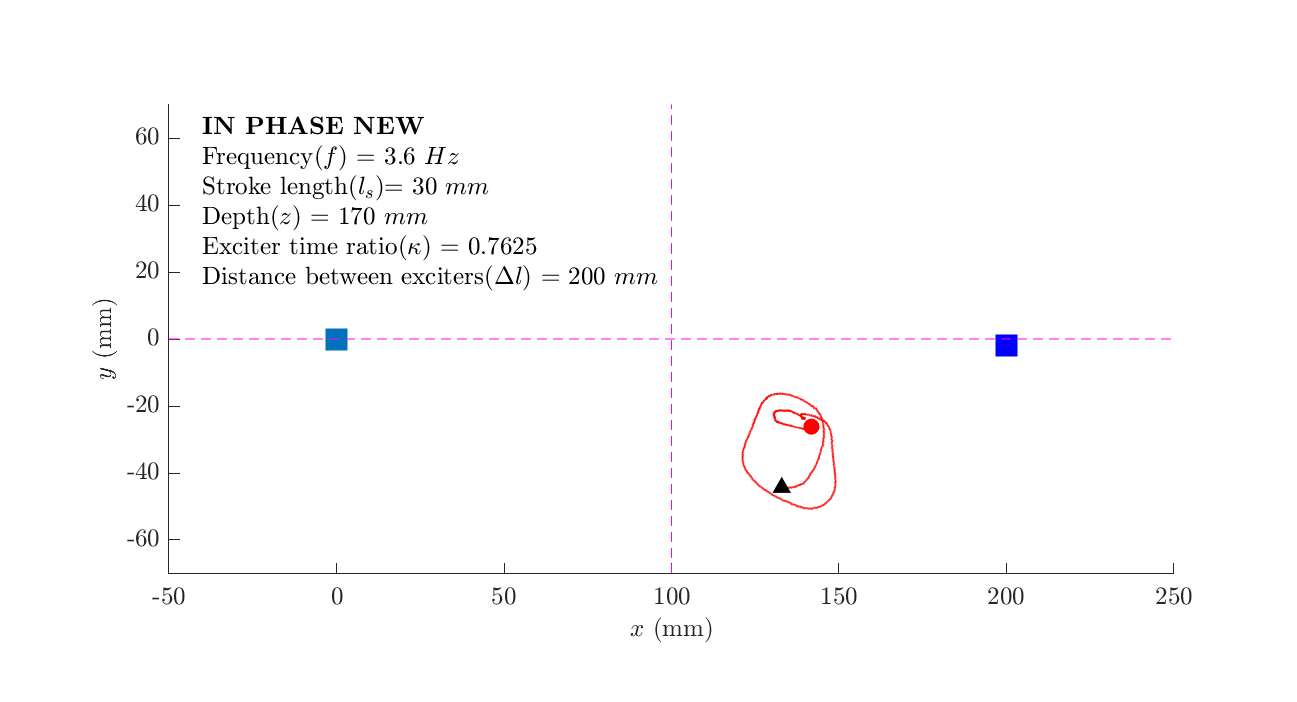 IN PHASE NEW
Frequency(f) = 3.6 Hz
Stroke length(l_s)= 30 mm
Depth(z) = 170 mm
Exciter time ratio(κ) = 0.7625
Distance between exciters(Δl) = 200 mm
60
40
20
0
-20
-40
-60
y (mm)
-50 0 50 100 150 200 250
x (mm)